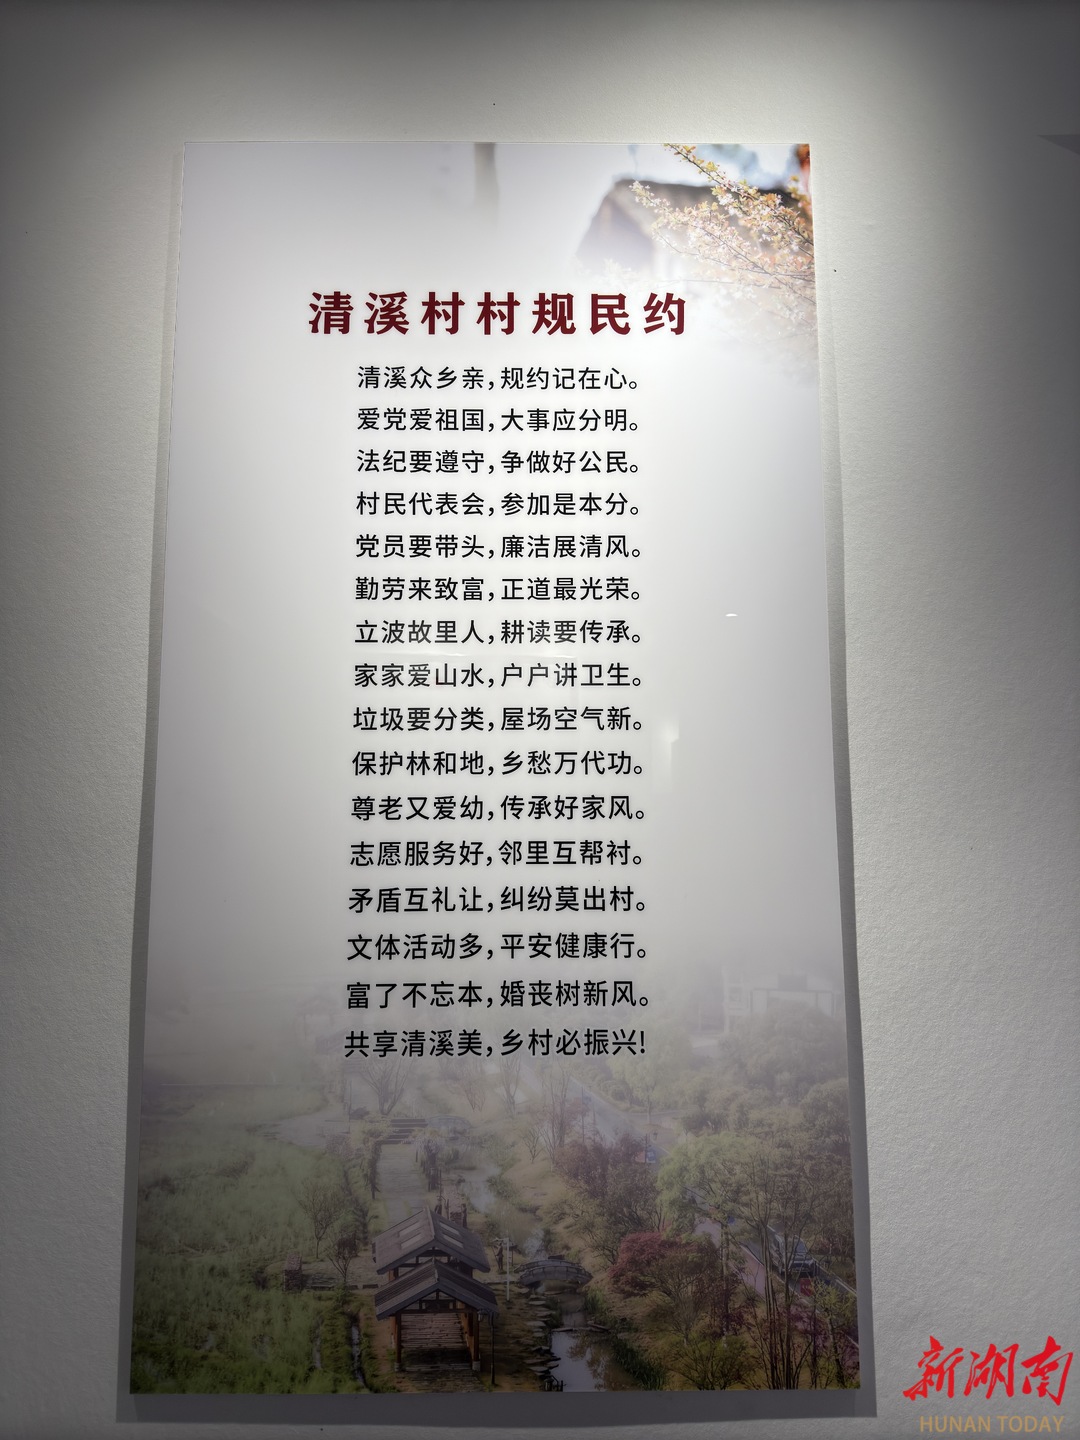 清溪村村规民约
清溪众乡亲，规约记在心。
爱党爱祖国，大事应分明。
法纪要遵守，争做好公民。
村民代表会，参加是本分。
党员要带头，廉洁展清风。
勤劳来致富，正道最光荣。
立波故里人，耕读要传承。
家家爱山水，户户讲卫生。
垃圾要分类，屋场空气新。
保护林和地，乡愁万代功。
尊老又爱幼，传承好家风。
志愿服务好，邻里互帮衬。
矛盾互礼让，纠纷莫出村。
文体活动多，平安健康行。
富了不忘本，婚丧树新风。
共享清溪美，乡村必振兴！
新湖南
HUNAN TODAY